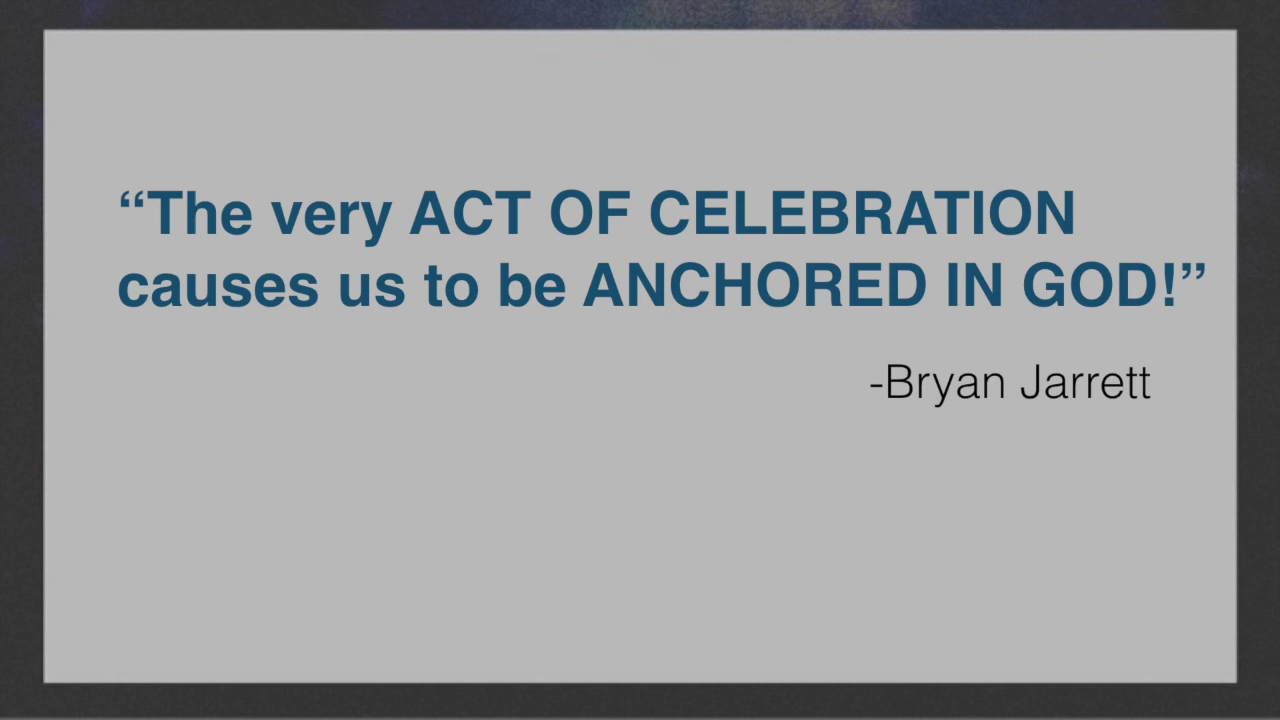 “The very ACT OF CELEBRATION
causes us to be ANCHORED IN GOD!”
-Bryan Jarrett